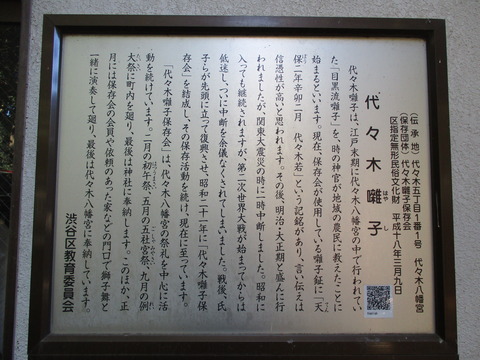 代々木囃子
はやし
（伝承地）代々木五丁目1番1号　代々木八幡宮
（保存団体）代々木囃子保存会
区指定無形民俗文化財　平成十八年三月九日
代々木囃子は、江戸末期に代々木八幡宮の中で行われてい
た「目黒流囃子」を、時の神官が地域の農民に教えたことに
始まるといいます。現在、保存会が使用している囃子鉦に「天
保二年辛卯二月　代々木若」という記銘があり、言い伝えは
信憑性が高いと思われます。その後、明治・大正期と盛んに行
われましたが、関東大震災の時に一時中断しました。昭和に
入っても継続されますが、第二次世界大戦が始まってからは
低迷し、ついに中断を余儀なくされてしまいました。戦後、氏
子らが先頭に立って復興させ、昭和二十一年に「代々木囃子保
存会」を結成し、その保存活動を続け、現在に至っています。
「代々木囃子保存会」は、代々木八幡宮の祭礼を中心に活
動を続けています。二月の初午祭、五月の五社宮祭、九月の例
大祭に町内を廻り、最後は神社に奉納します。このほか、正
月には保存会の会員や依頼のあった家などの門口で獅子舞と
一緒に演奏して廻り、最後は代々木八幡宮に奉納しています。
渋谷区教育委員会